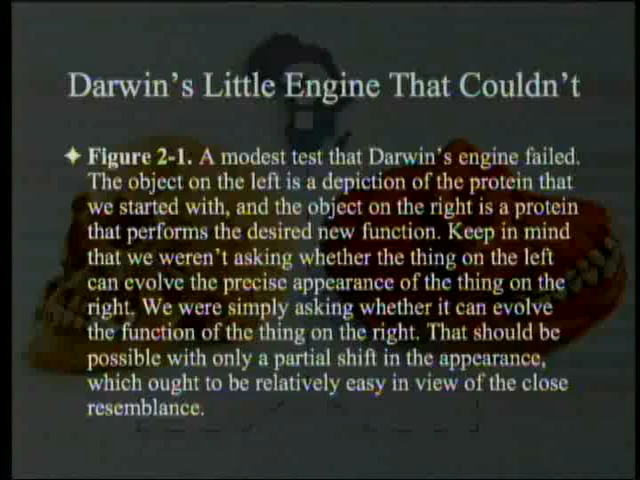 Darwin's Little Engine That Couldn't
Figure 2-1. A modest test that Darwin's engine failed.
The object on the left is a depiction of the protein that
we started with, and the object on the right is a protein
that performs the desired new function. Keep in mind
that we weren't asking whether the thing on the left
can evolve the precise appearance of the thing on the
right. We were simply asking whether it can evolve
the function of the thing on the right. That should be
possible with only a partial shift in the appearance,
which ought to be relatively easy in view of the close
resemblance.